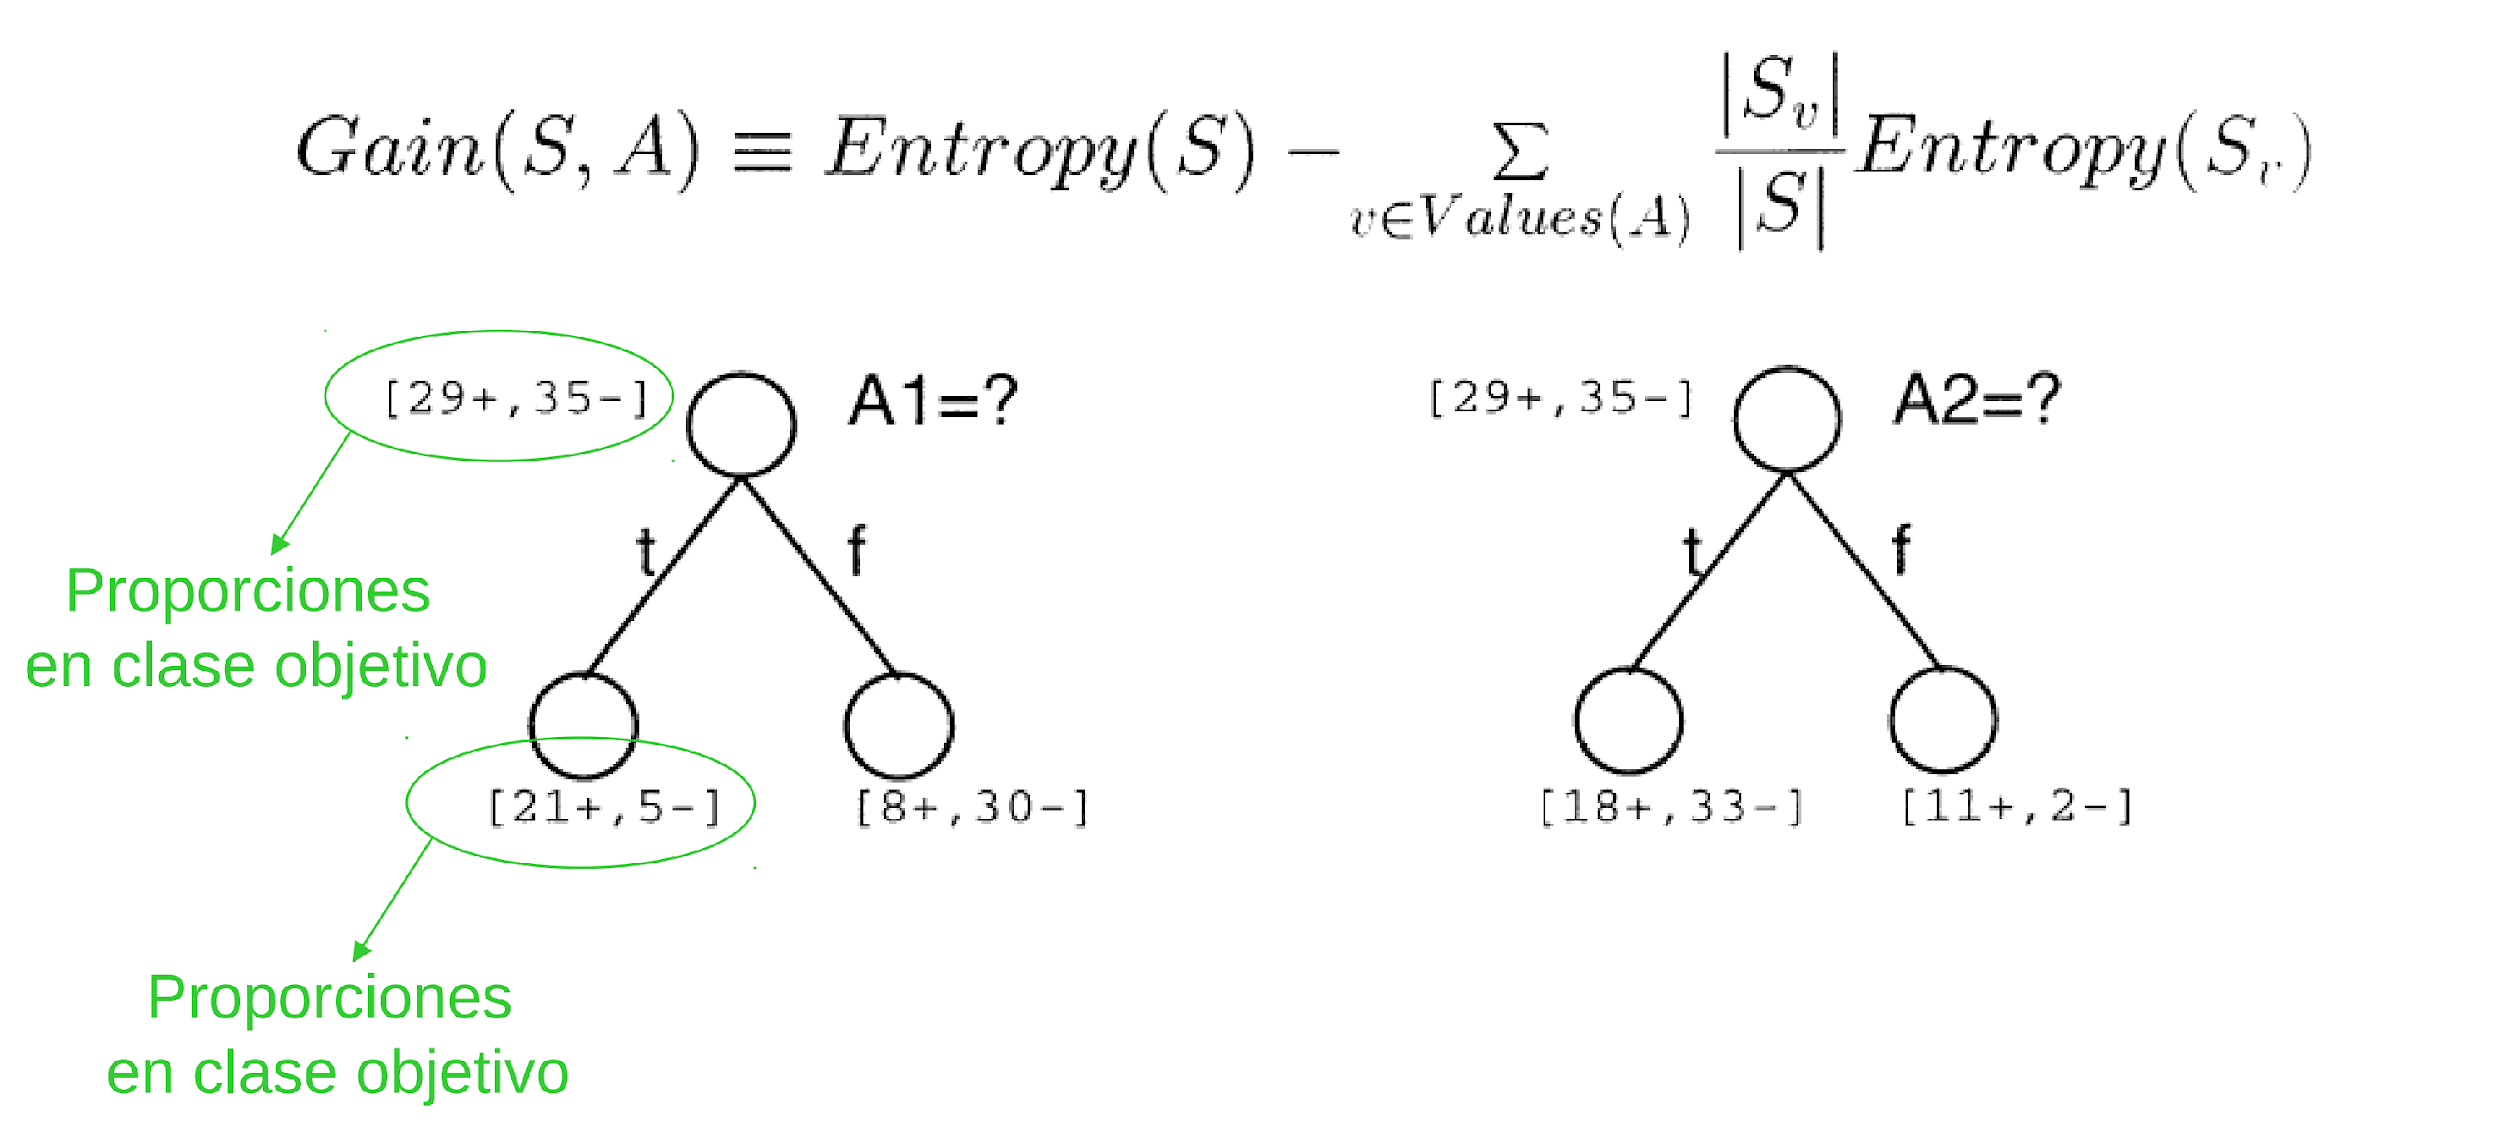 Gain(S, A) ≡ Entropy(S) − ∑ v∈Values(A) |Sv| / |S| Entropy(Sv)
[29+,35−] A1=?
[29+,35−] A2=?
t f
t f
Proporciones
en clase objetivo
[21+,5−] [8+,30−]
[18+,33−] [11+,2−]
Proporciones
en clase objetivo